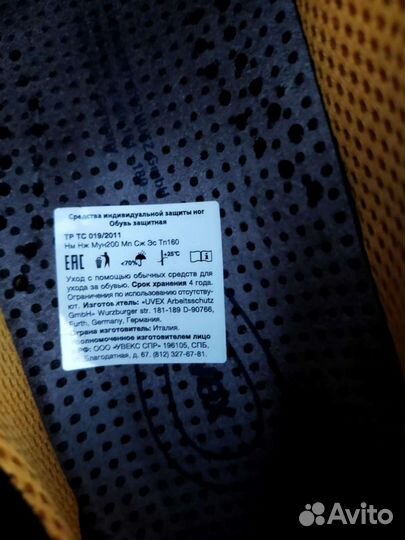 Средства индивидуальной защиты ног
Обувь защитная
ТР ТС 019/2011
Нм Нж Мун200 Мп Сж Эс Тп160
EAC <70% +25°C
Уход с помощью обычных средств для
ухода за обувью. Срок хранения 4 года.
Ограничения по использованию отсутству-
ют. Изготовитель: «UVEX Arbeitsschutz
GmbH» Wurzburger str. 181-189 D-90766,
Furth, Germany, Германия.
Страна изготовитель: Италия.
Уполномоченное изготовителем лицо
в РФ: ООО «УВЕКС СПР» 196105, СПБ,
Благодатная, д. 67. (812) 327-67-81.
Avito